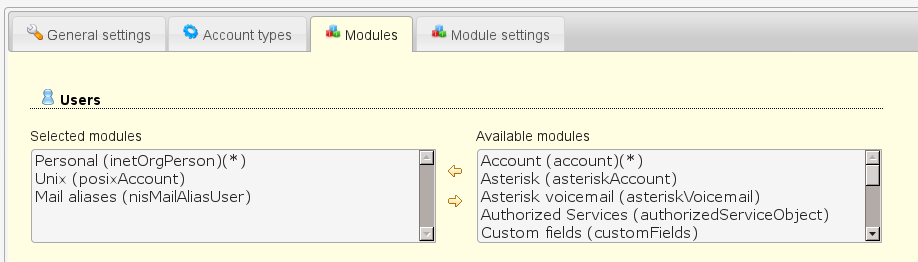 General settings Account types Modules Module settings
Users
Selected modules Available modules
Personal (inetOrgPerson)(*)
Unix (posixAccount)
Mail aliases (nisMailAliasUser)
Account (account)(*)
Asterisk (asteriskAccount)
Asterisk voicemail (asteriskVoicemail)
Authorized Services (authorizedServiceObject)
Custom fields (customFields)